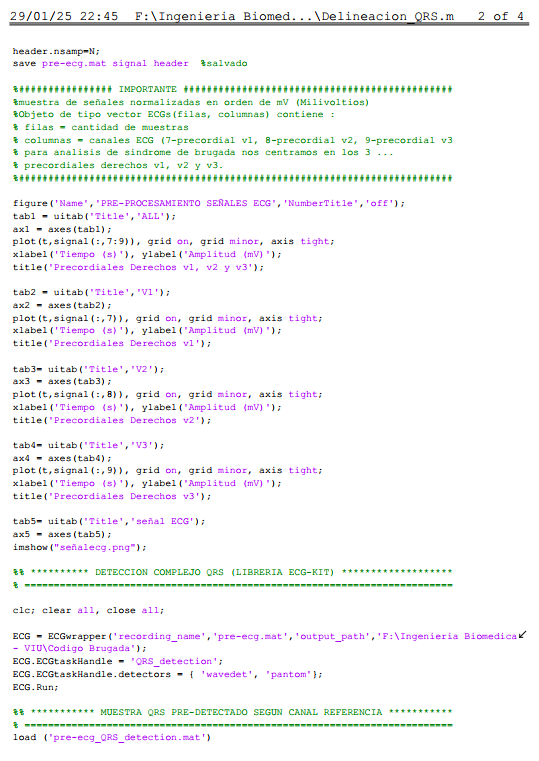 29/01/25 22:45  F:\Ingenieria Biomed...\Delineacion_QRS.m  2 of 4
header.nsamp=N;
save pre-ecg.mat signal header  %salvado
%################ IMPORTANTE ############################################
%muestra de señales normalizadas en orden de mV (Milivoltios)
%Objeto de tipo vector ECGs(filas, columnas) contiene :
% filas = cantidad de muestras
% columnas = canales ECG (7-precordial v1, 8-precordial v2, 9-precordial v3
% para analisis de sindrome de brugada nos centramos en los 3 ...
% precordiales derechos v1, v2 y v3.
%########################################################################
figure('Name','PRE-PROCESAMIENTO SEÑALES ECG','NumberTitle','off');
tab1 = uitab('Title','ALL');
ax1 = axes(tab1);
plot(t,signal(:,7:9)), grid on, grid minor, axis tight;
xlabel('Tiempo (s)'), ylabel('Amplitud (mV)');
title('Precordiales Derechos v1, v2 y v3');
tab2 = uitab('Title','V1');
ax2 = axes(tab2);
plot(t,signal(:,7)), grid on, grid minor, axis tight;
xlabel('Tiempo (s)'), ylabel('Amplitud (mV)');
title('Precordiales Derechos v1');
tab3= uitab('Title','V2');
ax3 = axes(tab3);
plot(t,signal(:,8)), grid on, grid minor, axis tight;
xlabel('Tiempo (s)'), ylabel('Amplitud (mV)');
title('Precordiales Derechos v2');
tab4= uitab('Title','V3');
ax4 = axes(tab4);
plot(t,signal(:,9)), grid on, grid minor, axis tight;
xlabel('Tiempo (s)'), ylabel('Amplitud (mV)');
title('Precordiales Derechos v3');
tab5= uitab('Title','señal ECG');
ax5 = axes(tab5);
imshow("señalecg.png");
%% ********** DETECCION COMPLEJO QRS (LIBRERIA ECG-KIT) ******************
% ======================================================================
clc; clear all, close all;
ECG = ECGwrapper('recording_name','pre-ecg.mat','output_path','F:\Ingenieria Biomedica↙
- VIU\Codigo Brugada');
ECG.ECGtaskHandle = 'QRS_detection';
ECG.ECGtaskHandle.detectors = { 'wavedet', 'pantom'};
ECG.Run;
%% *********** MUESTRA QRS PRE-DETECTADO SEGUN CANAL REFERENCIA ***********
% ======================================================================
load ('pre-ecg_QRS_detection.mat')